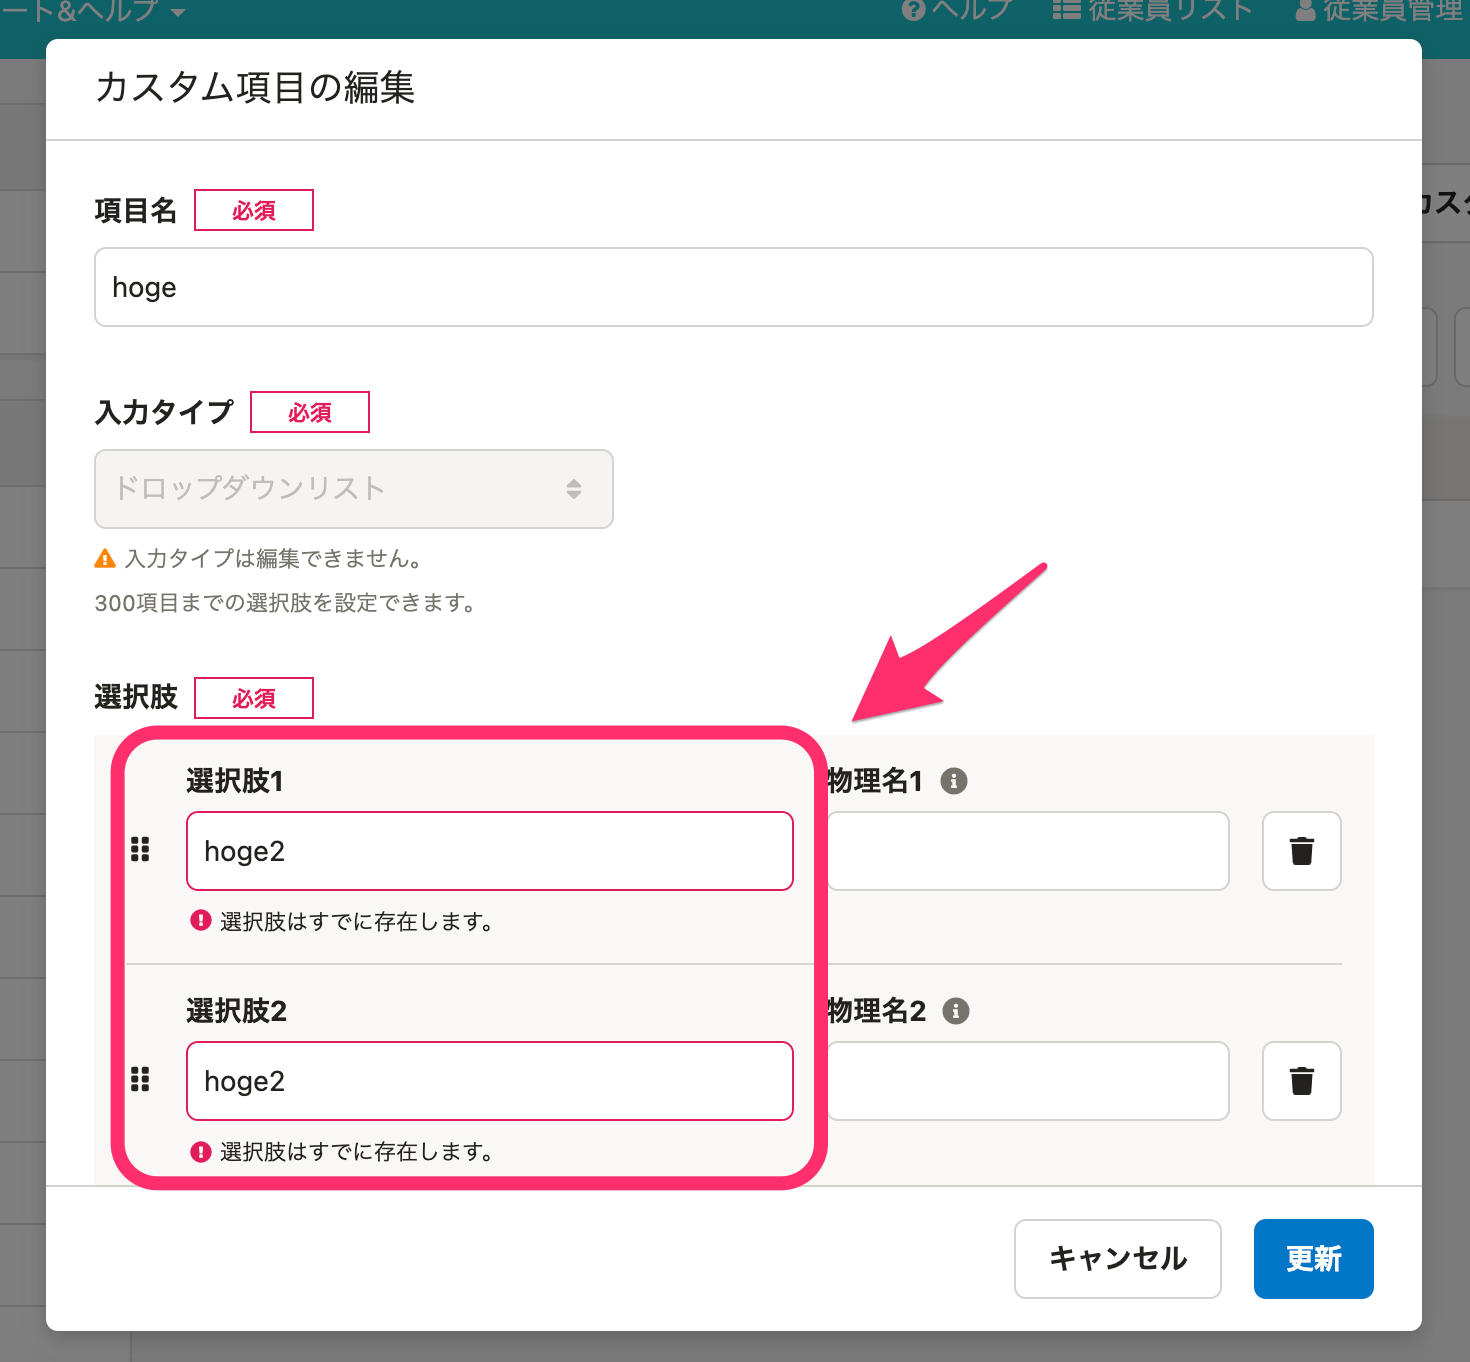 ート&ヘルプ ヘルプ 従業員リスト 従業員管理
カスタム項目の編集
項目名 必須
カスタ
hoge
入力タイプ 必須
ドロップダウンリスト
入力タイプは編集できません。
300項目までの選択肢を設定できます。
選択肢 必須
選択肢1 物理名1
hoge2
選択肢はすでに存在します。
選択肢2 物理名2
hoge2
選択肢はすでに存在します。
キャンセル 更新